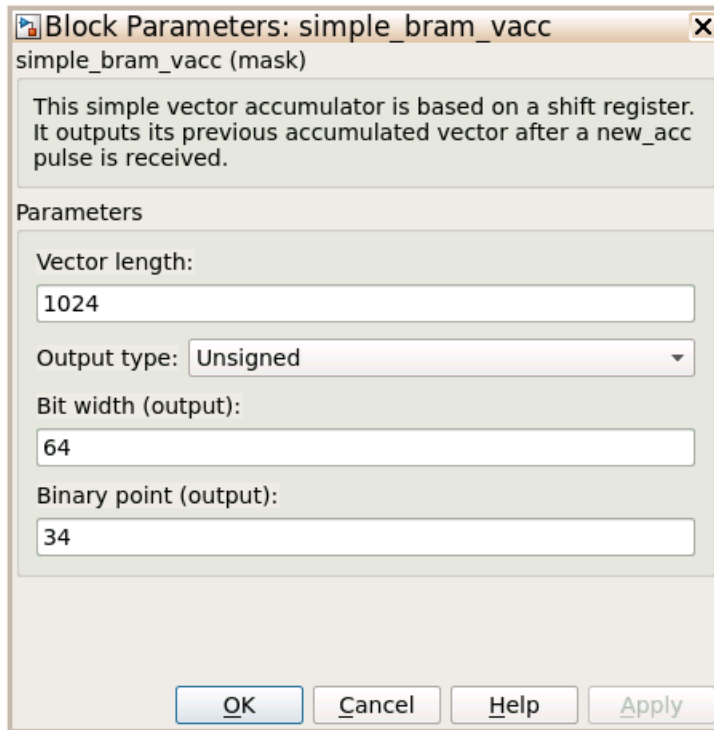 Block Parameters: simple_bram_vacc
simple_bram_vacc (mask)
This simple vector accumulator is based on a shift register.
It outputs its previous accumulated vector after a new_acc
pulse is received.
Parameters
Vector length:
1024
Output type: Unsigned
Bit width (output):
64
Binary point (output):
34
OK Cancel Help Apply